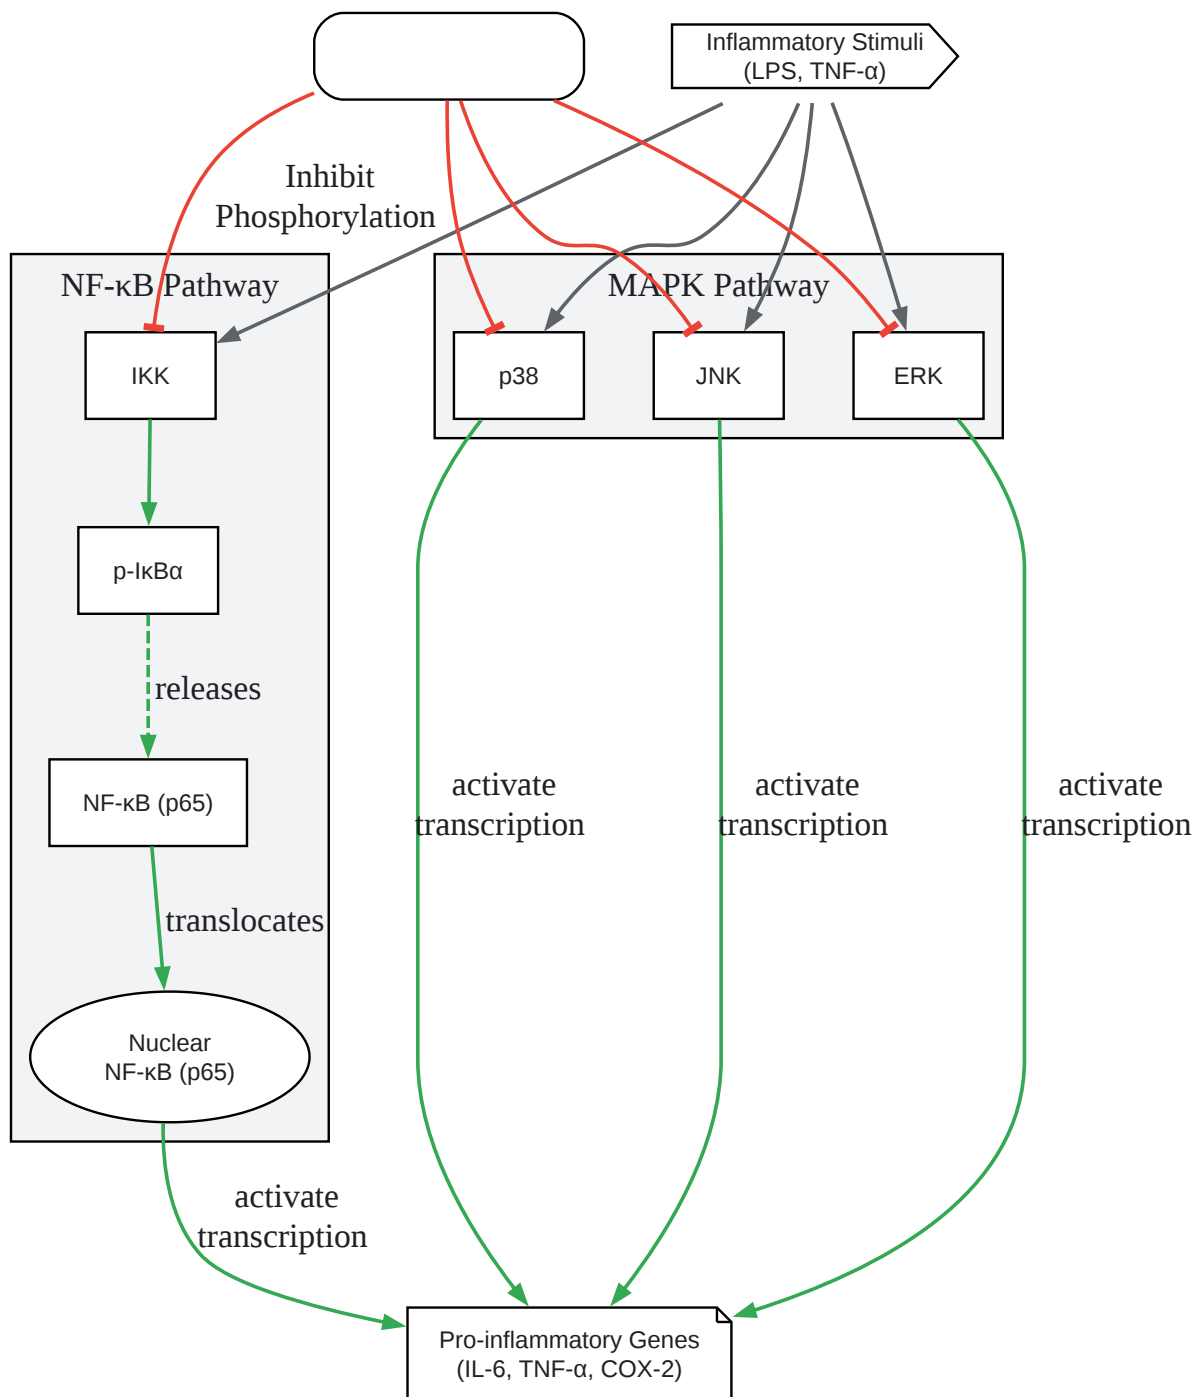 Inflammatory Stimuli
(LPS, TNF-α)
Inhibit
Phosphorylation
NF-κB Pathway
MAPK Pathway
IKK
p38
JNK
ERK
p-IκBα
releases
NF-κB (p65)
activate
transcription
activate
transcription
activate
transcription
translocates
Nuclear
NF-κB (p65)
activate
transcription
Pro-inflammatory Genes
(IL-6, TNF-α, COX-2)